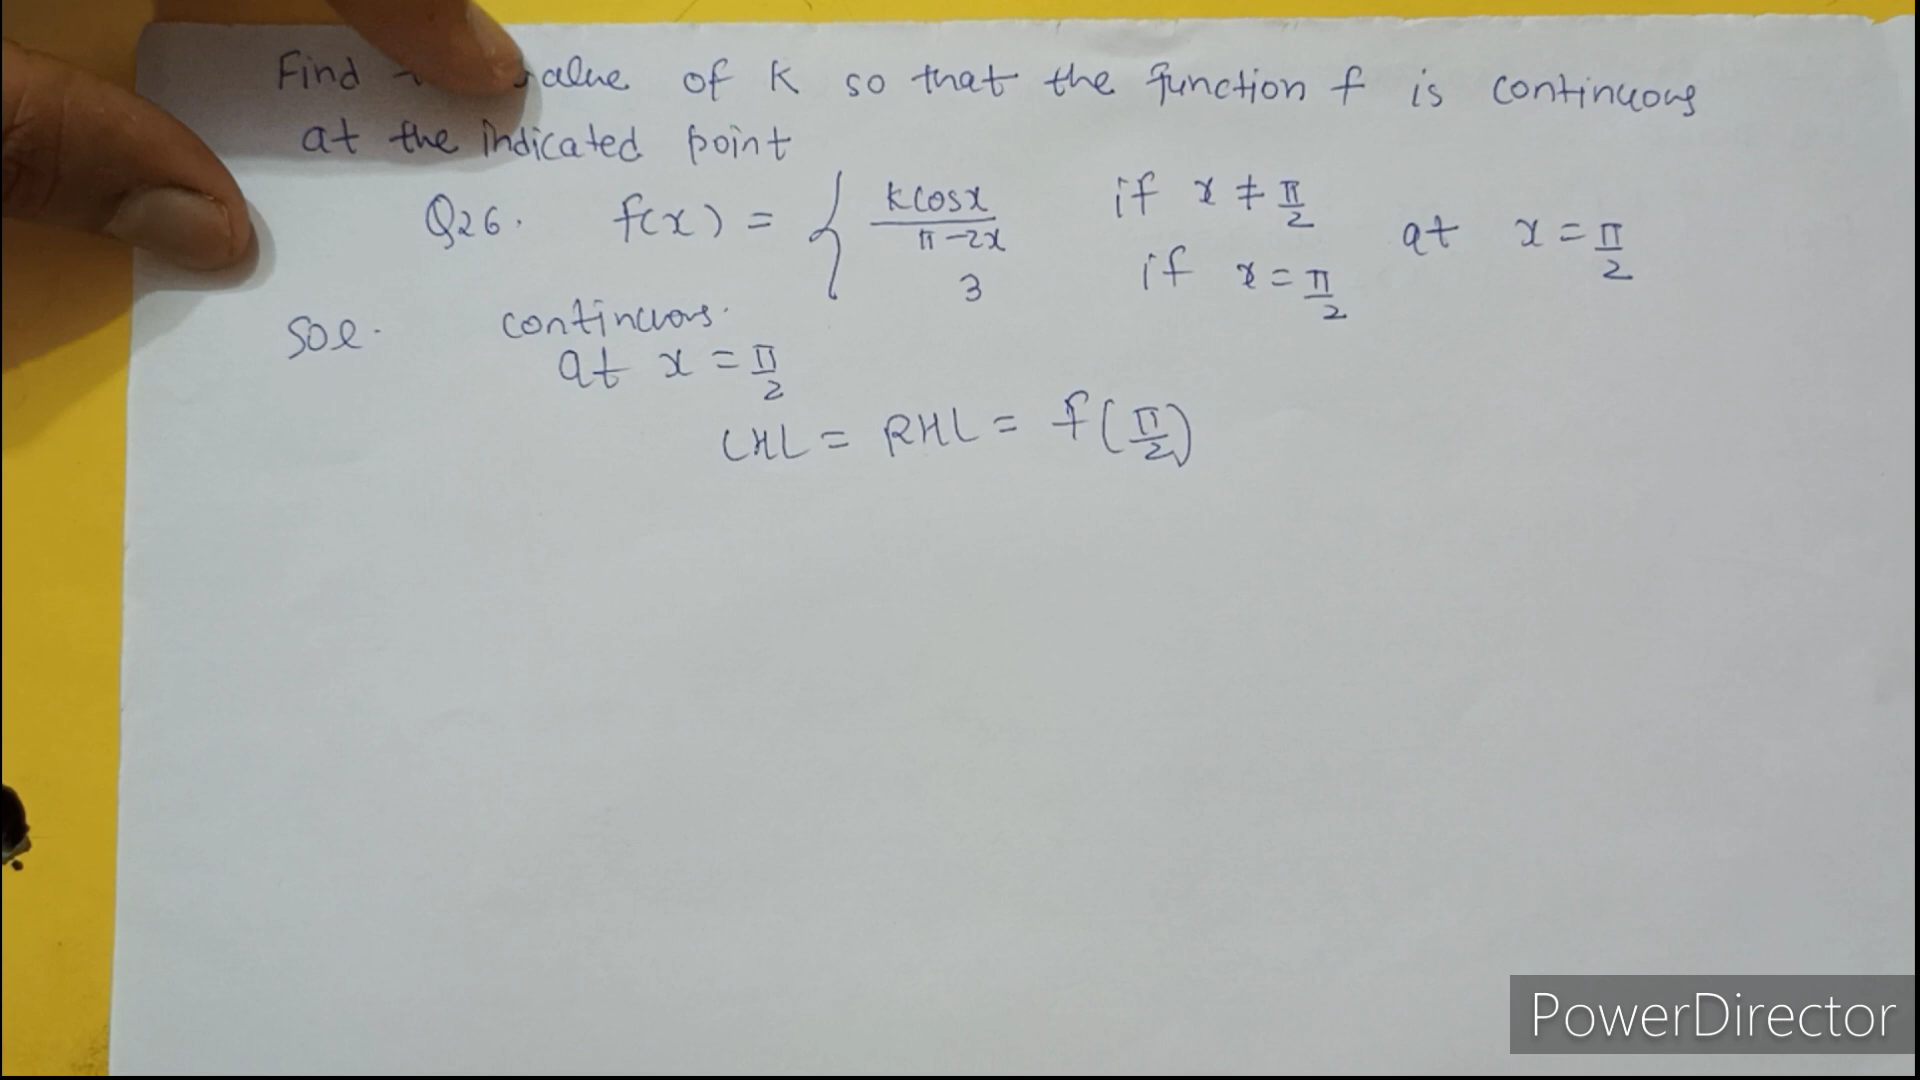 Find value of K so that the function f is continuous
at the indicated point
Q26. f(x) = { kcosx / π-2x if x ≠ π/2 at x = π/2
3 if x = π/2
Sol. continuous.
at x = π/2
LHL = RHL = f(π/2)
PowerDirector